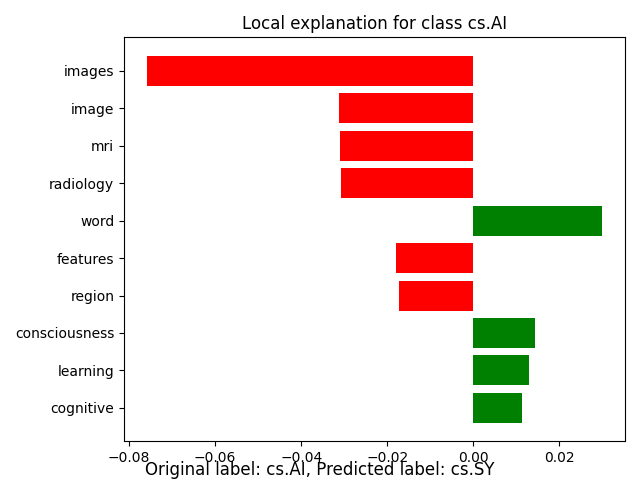 Local explanation for class cs.AI
images
image
mri
radiology
word
features
region
consciousness
learning
cognitive
−0.08 −0.06 −0.04 −0.02 0.00 0.02
Original label: cs.AI, Predicted label: cs.SY